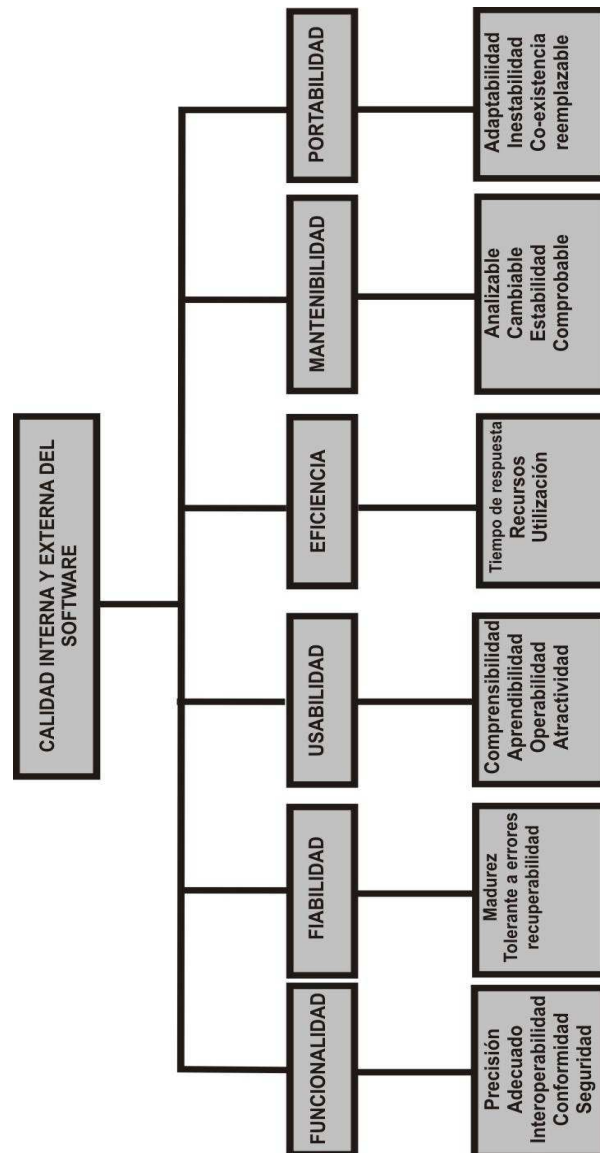 CALIDAD INTERNA Y EXTERNA DEL
SOFTWARE
FUNCIONALIDAD
FIABILIDAD
USABILIDAD
EFICIENCIA
MANTENIBILIDAD
PORTABILIDAD
Precisión
Adecuado
Interoperabilidad
Conformidad
Seguridad
Madurez
Tolerante a errores
recuperabilidad
Comprensibilidad
Aprendibilidad
Operabilidad
Atractividad
Tiempo de respuesta
Recursos
Utilización
Analizable
Cambiable
Estabilidad
Comprobable
Adaptabilidad
Inestabilidad
Co-existencia
reemplazable